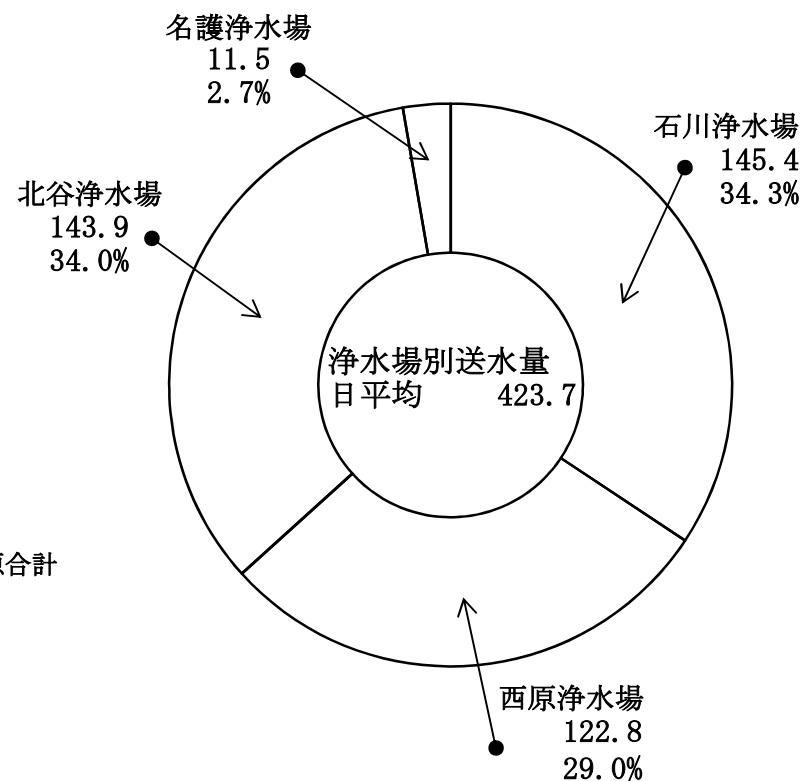 名護浄水場
11.5
2.7%
石川浄水場
145.4
34.3%
北谷浄水場
143.9
34.0%
浄水場別送水量
日平均 423.7
合計
西原浄水場
122.8
29.0%